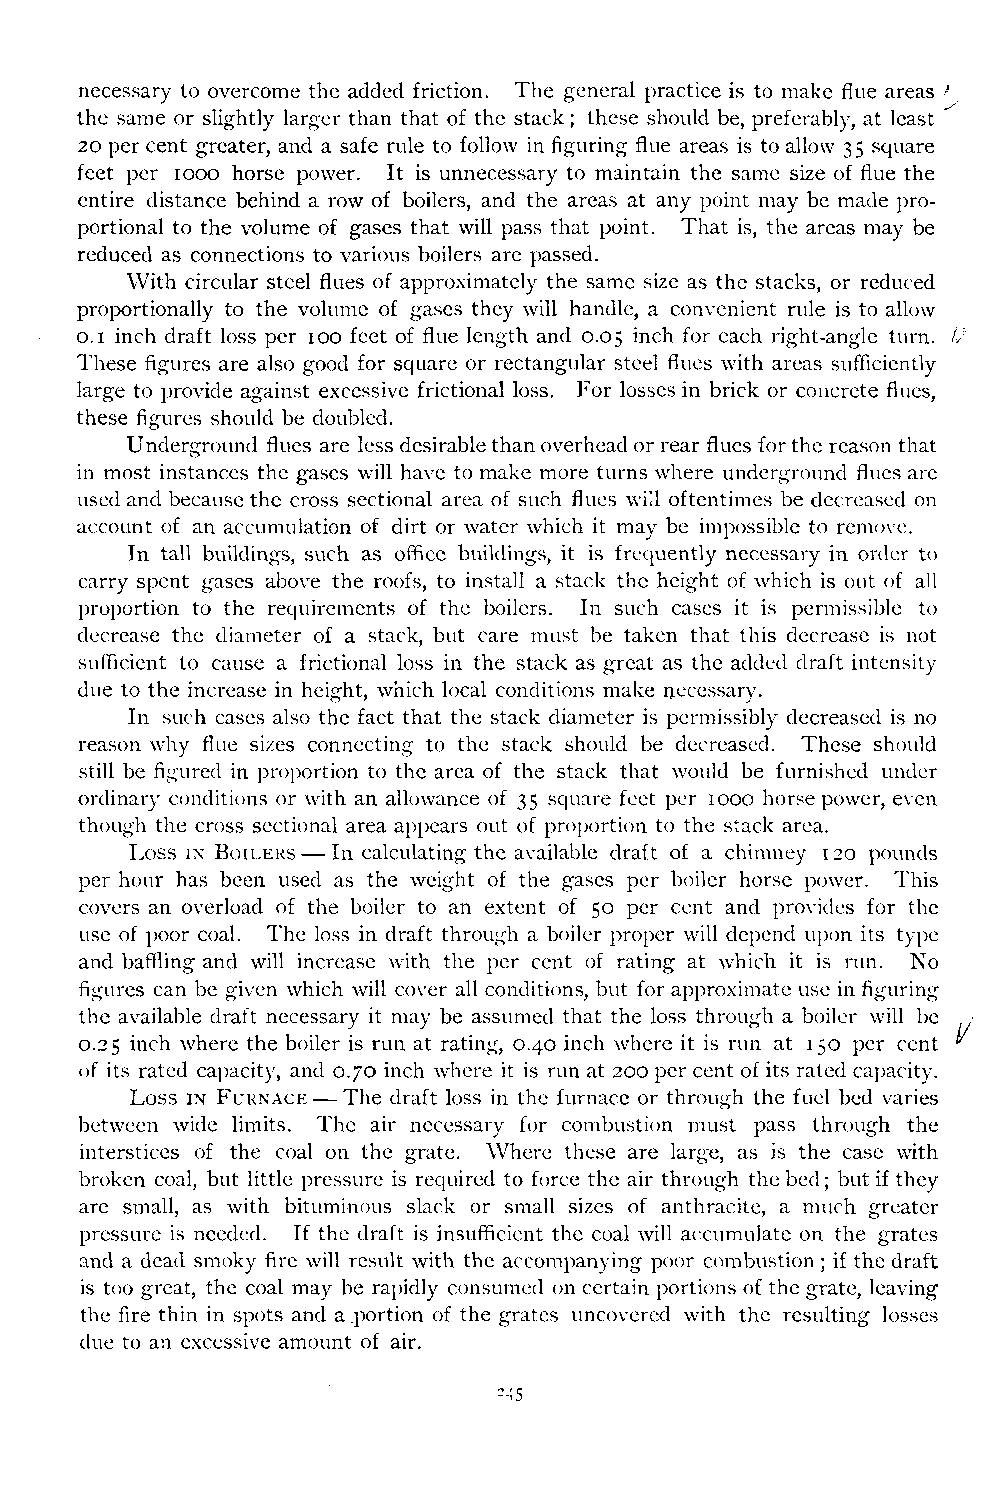 necessary to overcome the added friction. The general practice is to make flue areas
the same or slightly larger than that of the stack; these should be, preferably, at least
20 per cent greater, and a safe rule to follow in figuring flue areas is to allow 35 square
feet per 1000 horse power. It is unnecessary to maintain the same size of flue the
entire distance behind a row of boilers, and the areas at any point may be made pro-
portional to the volume of gases that will pass that point. That is, the areas may be
reduced as connections to various boilers are passed.
With circular steel flues of approximately the same size as the stacks, or reduced
proportionally to the volume of gases they will handle, a convenient rule is to allow
0.1 inch draft loss per 100 feet of flue length and 0.05 inch for each right-angle turn.
These figures are also good for square or rectangular steel flues with areas sufficiently
large to provide against excessive frictional loss. For losses in brick or concrete flues,
these figures should be doubled.
Underground flues are less desirable than overhead or rear flues for the reason that
in most instances the gases will have to make more turns where underground flues are
used and because the cross sectional area of such flues will oftentimes be decreased on
account of an accumulation of dirt or water which it may be impossible to remove.
In tall buildings, such as office buildings, it is frequently necessary in order to
carry spent gases above the roofs, to install a stack the height of which is out of all
proportion to the requirements of the boilers. In such cases it is permissible to
decrease the diameter of a stack, but care must be taken that this decrease is not
sufficient to cause a frictional loss in the stack as great as the added draft intensity
due to the increase in height, which local conditions make necessary.
In such cases also the fact that the stack diameter is permissibly decreased is no
reason why flue sizes connecting to the stack should be decreased. These should
still be figured in proportion to the area of the stack that would be furnished under
ordinary conditions or with an allowance of 35 square feet per 1000 horse power, even
though the cross sectional area appears out of proportion to the stack area.
LOSS IN BOILERS — In calculating the available draft of a chimney 120 pounds
per hour has been used as the weight of the gases per boiler horse power. This
covers an overload of the boiler to an extent of 50 per cent and provides for the
use of poor coal. The loss in draft through a boiler proper will depend upon its type
and baffling and will increase with the per cent of rating at which it is run. No
figures can be given which will cover all conditions, but for approximate use in figuring
the available draft necessary it may be assumed that the loss through a boiler will be
0.25 inch where the boiler is run at rating, 0.40 inch where it is run at 150 per cent
of its rated capacity, and 0.70 inch where it is run at 200 per cent of its rated capacity.
LOSS IN FURNACE — The draft loss in the furnace or through the fuel bed varies
between wide limits. The air necessary for combustion must pass through the
interstices of the coal on the grate. Where these are large, as is the case with
broken coal, but little pressure is required to force the air through the bed; but if they
are small, as with bituminous slack or small sizes of anthracite, a much greater
pressure is needed. If the draft is insufficient the coal will accumulate on the grates
and a dead smoky fire will result with the accompanying poor combustion; if the draft
is too great, the coal may be rapidly consumed on certain portions of the grate, leaving
the fire thin in spots and a portion of the grates uncovered with the resulting losses
due to an excessive amount of air.
245